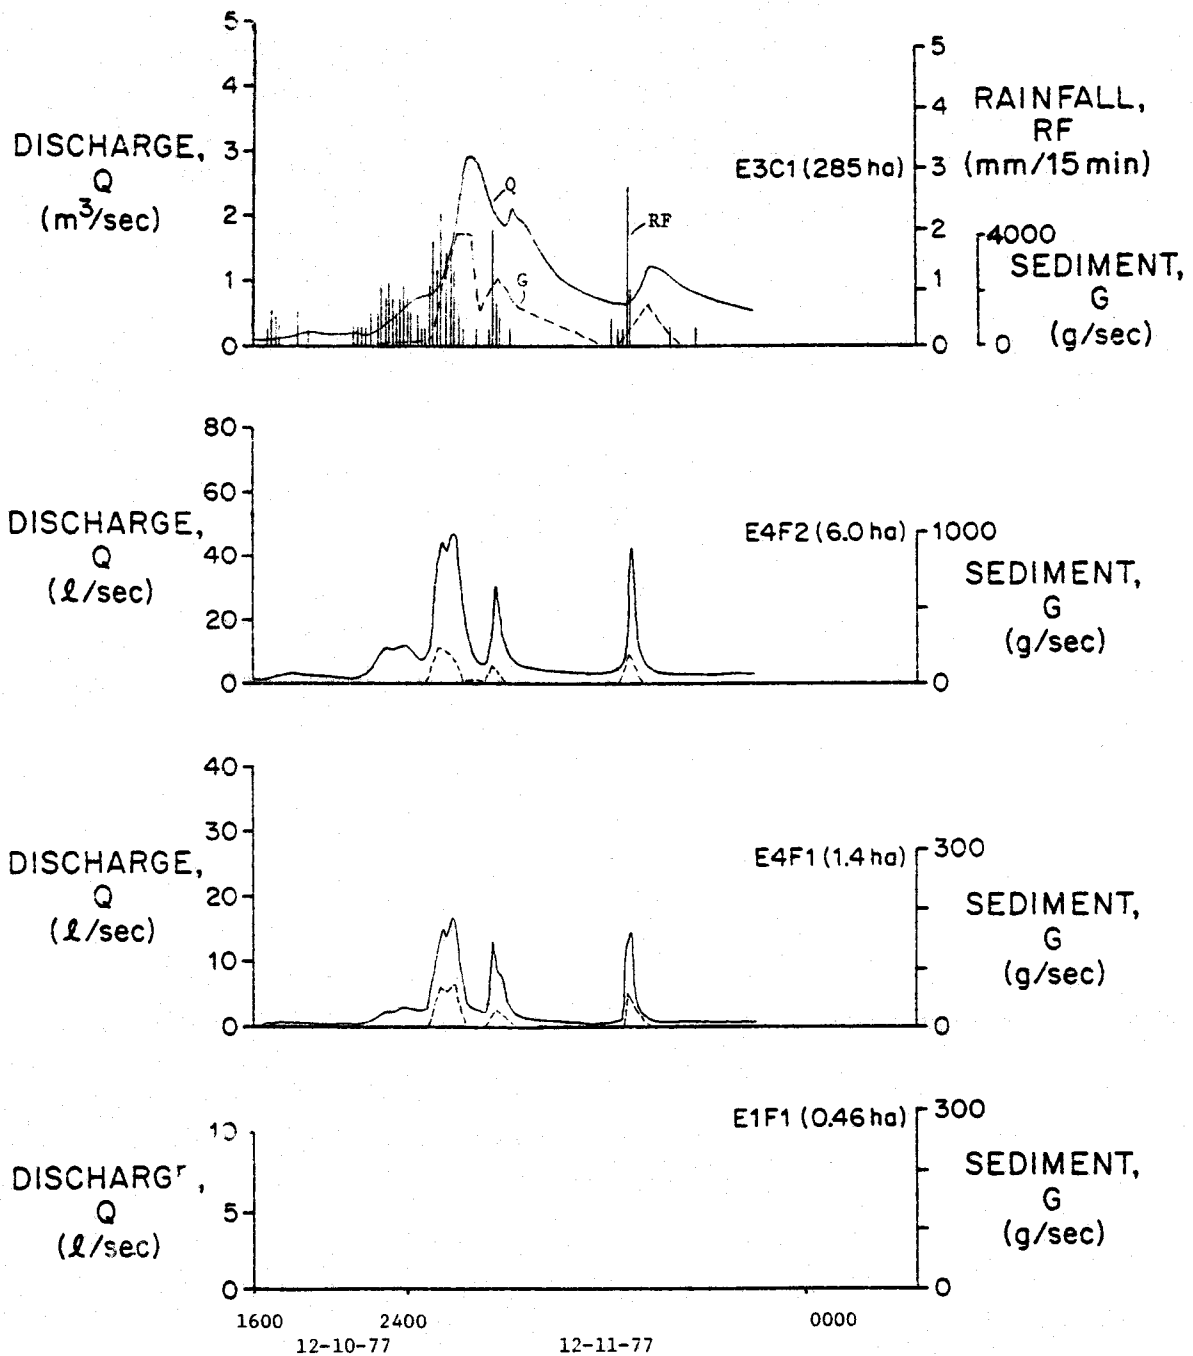 5
4
3
2
1
0
DISCHARGE,
Q
(m³/sec)
Q
G
RF
E3C1 (285 ha)
5
4
3
2
1
0
RAINFALL,
RF
(mm/15 min)
4000
0
SEDIMENT,
G
(g/sec)
80
60
40
20
0
DISCHARGE,
Q
(ℓ/sec)
E4F2 (6.0 ha)
1000
0
SEDIMENT,
G
(g/sec)
40
30
20
10
0
DISCHARGE,
Q
(ℓ/sec)
E4F1 (1.4 ha)
300
0
SEDIMENT,
G
(g/sec)
10
5
0
DISCHARGE,
Q
(ℓ/sec)
E1F1 (0.46 ha)
300
0
SEDIMENT,
G
(g/sec)
1600 2400 0000
12-10-77 12-11-77